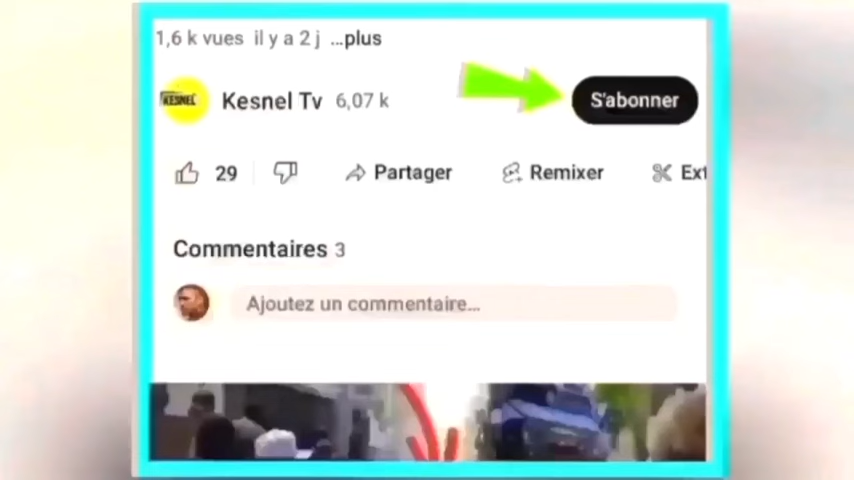 1,6 k vues il y a 2 j ...plus
KESNEL Kesnel Tv 6,07 k S'abonner
29 Partager Remixer Ext
Commentaires 3
Ajoutez un commentaire...